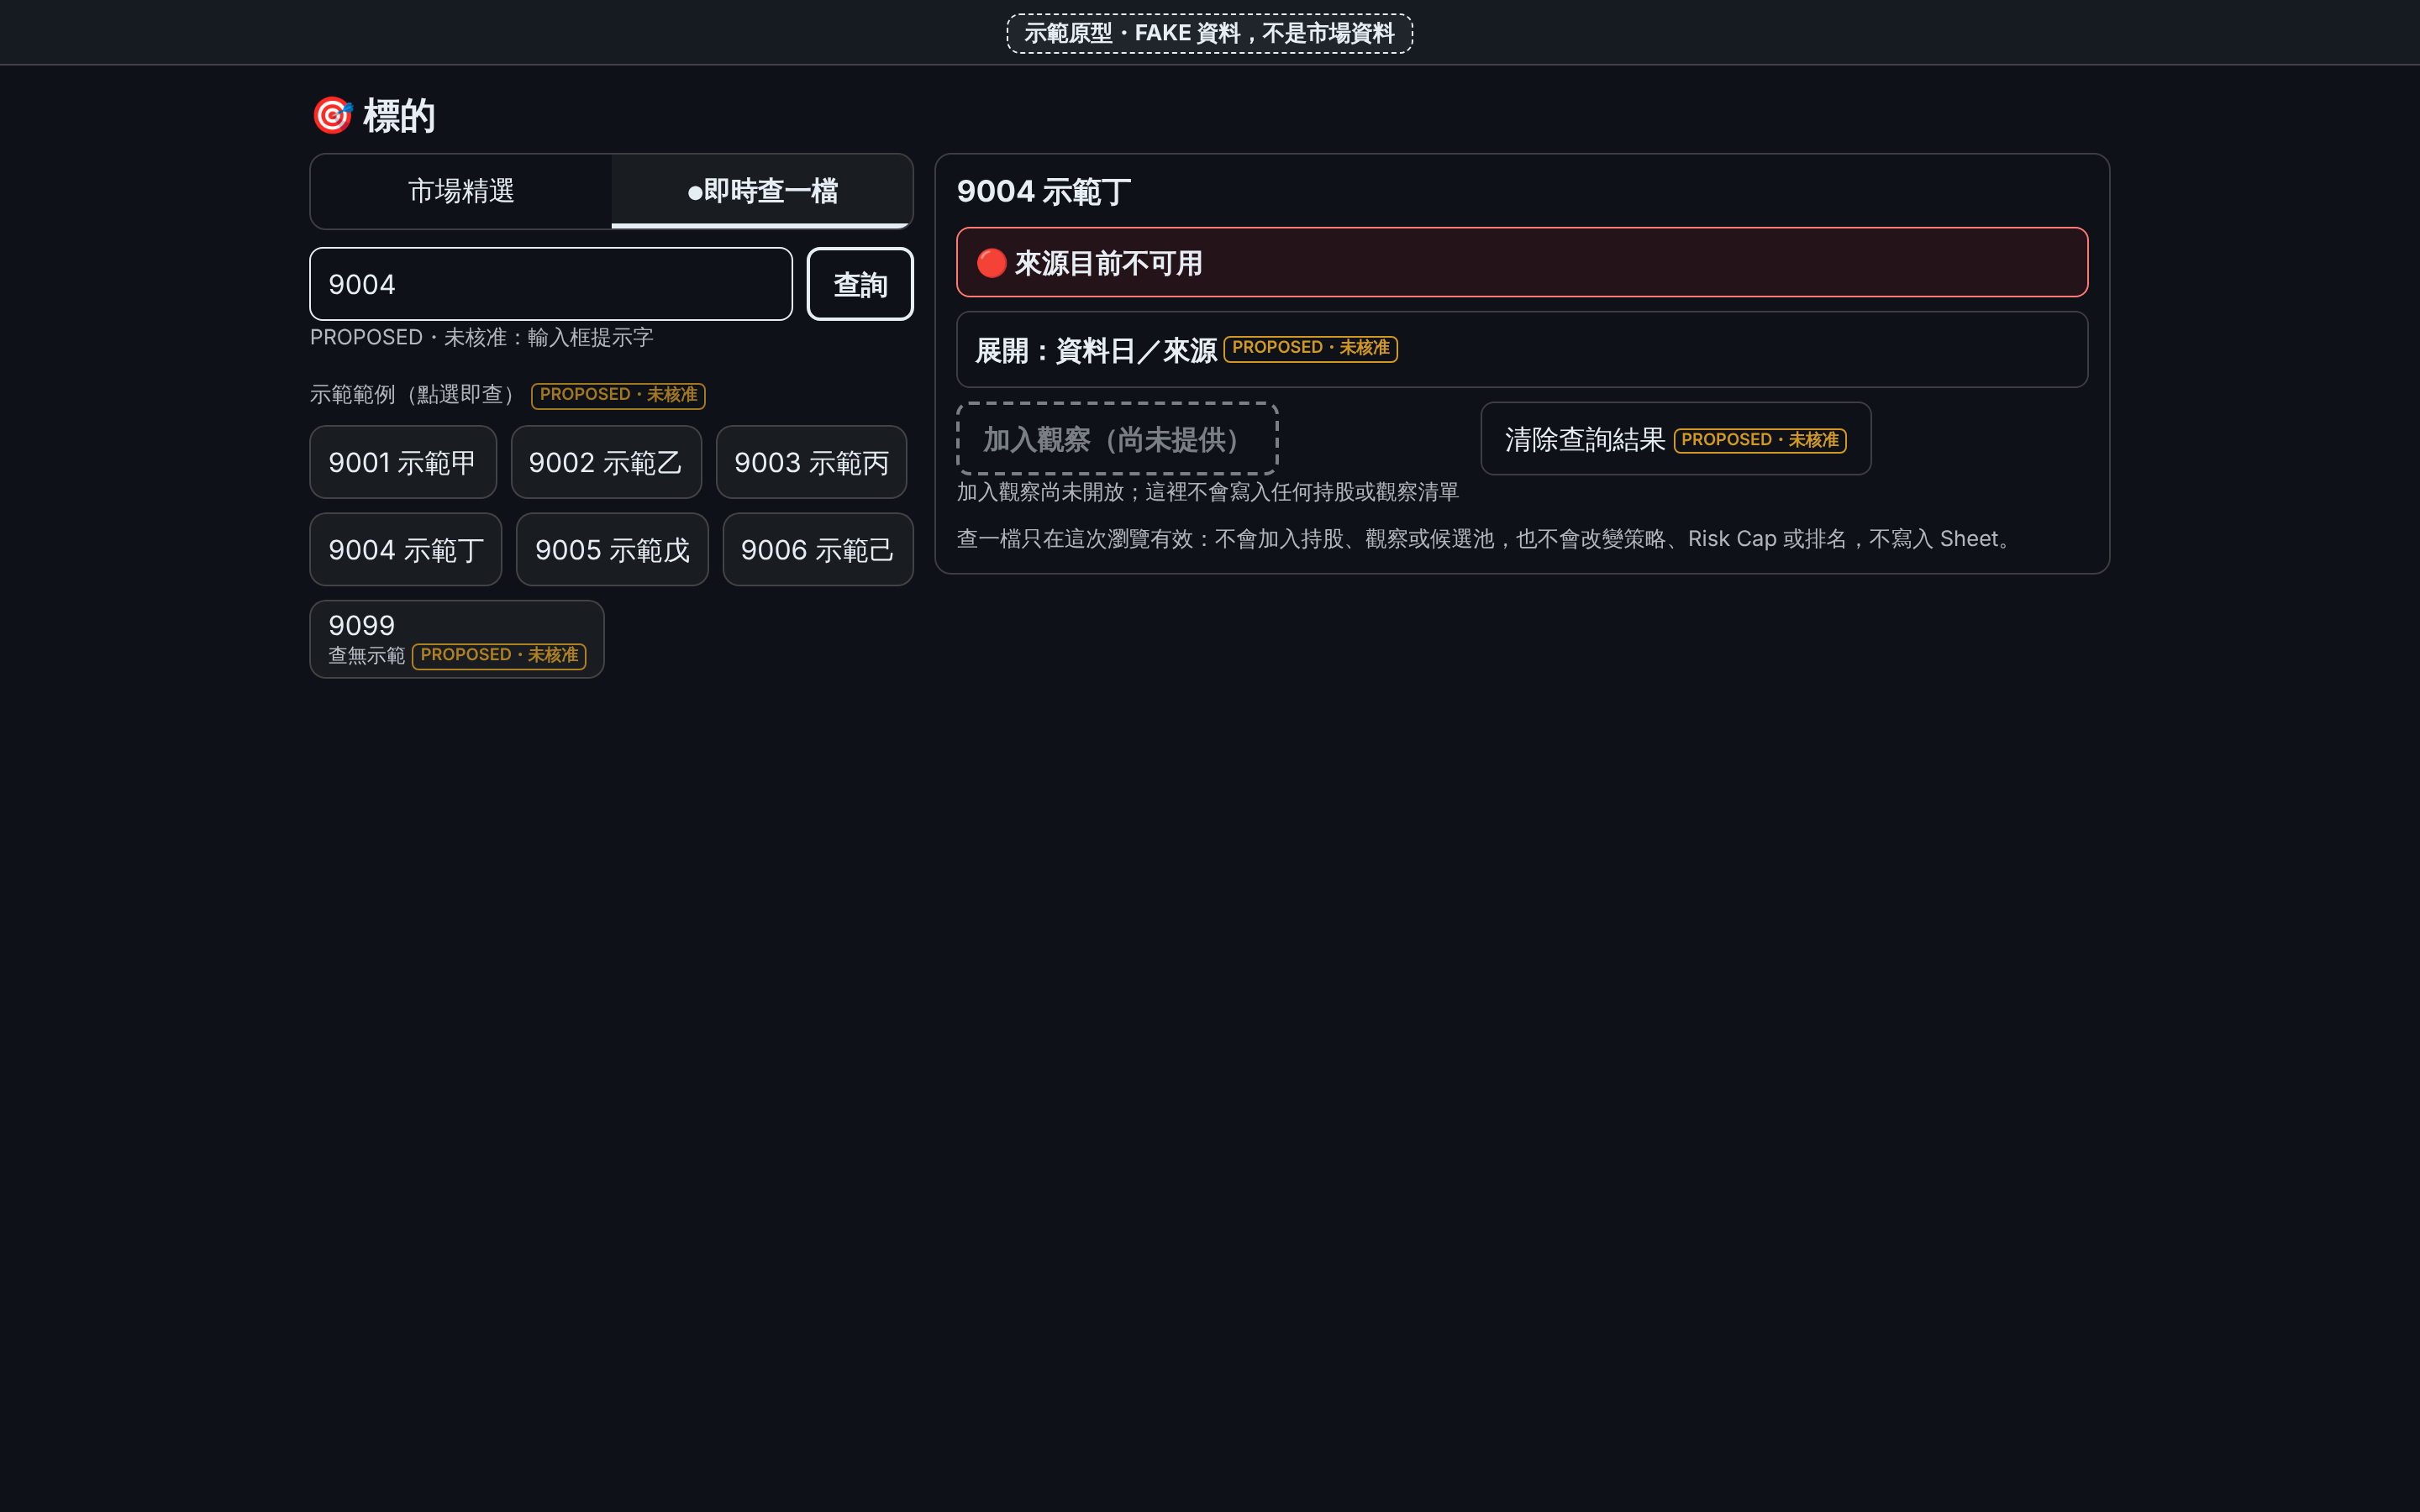 示範原型・FAKE 資料，不是市場資料
標的
市場精選
●即時查一檔
9004
查詢
PROPOSED・未核准：輸入框提示字
示範範例（點選即查） PROPOSED・未核准
9001 示範甲
9002 示範乙
9003 示範丙
9004 示範丁
9005 示範戊
9006 示範己
9099
查無示範 PROPOSED・未核准
9004 示範丁
來源目前不可用
展開：資料日／來源 PROPOSED・未核准
加入觀察（尚未提供）
清除查詢結果 PROPOSED・未核准
加入觀察尚未開放；這裡不會寫入任何持股或觀察清單
查一檔只在這次瀏覽有效：不會加入持股、觀察或候選池，也不會改變策略、Risk Cap 或排名，不寫入 Sheet。